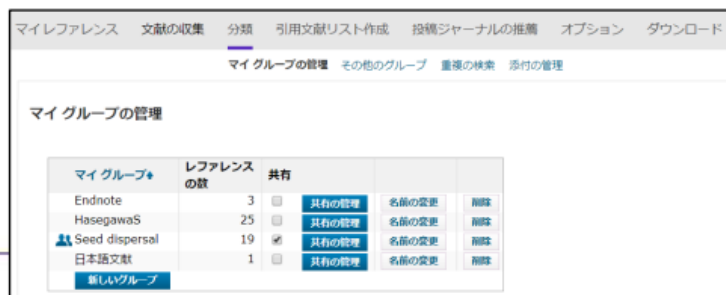 マイレファレンス 文献の収集 分類 引用文献リスト作成 投稿ジャーナルの推薦 オプション ダウンロード
マイ グループの管理 その他のグループ 重複の検索 添付の管理
マイ グループの管理
マイ グループ レファレンスの数 共有
Endnote 3 共有の管理 名前の変更 削除
HasegawaS 25 共有の管理 名前の変更 削除
Seed dispersal 19 共有の管理 名前の変更 削除
日本語文献 1 共有の管理 名前の変更 削除
新しいグループ